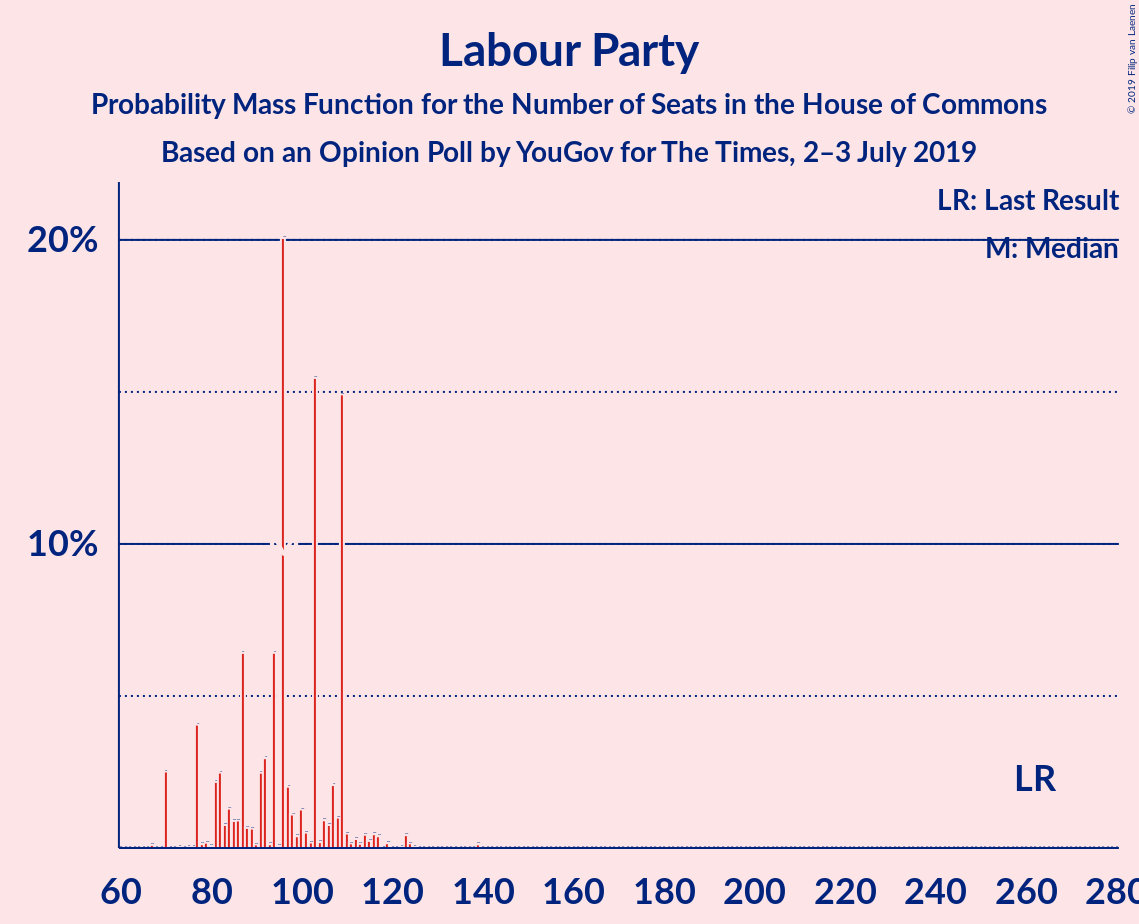 Labour Party
Probability Mass Function for the Number of Seats in the House of Commons
Based on an Opinion Poll by YouGov for The Times, 2–3 July 2019
© 2019 Filip van Laenen
LR: Last Result
M: Median
20%
10%
LR
60 80 100 120 140 160 180 200 220 240 260 280